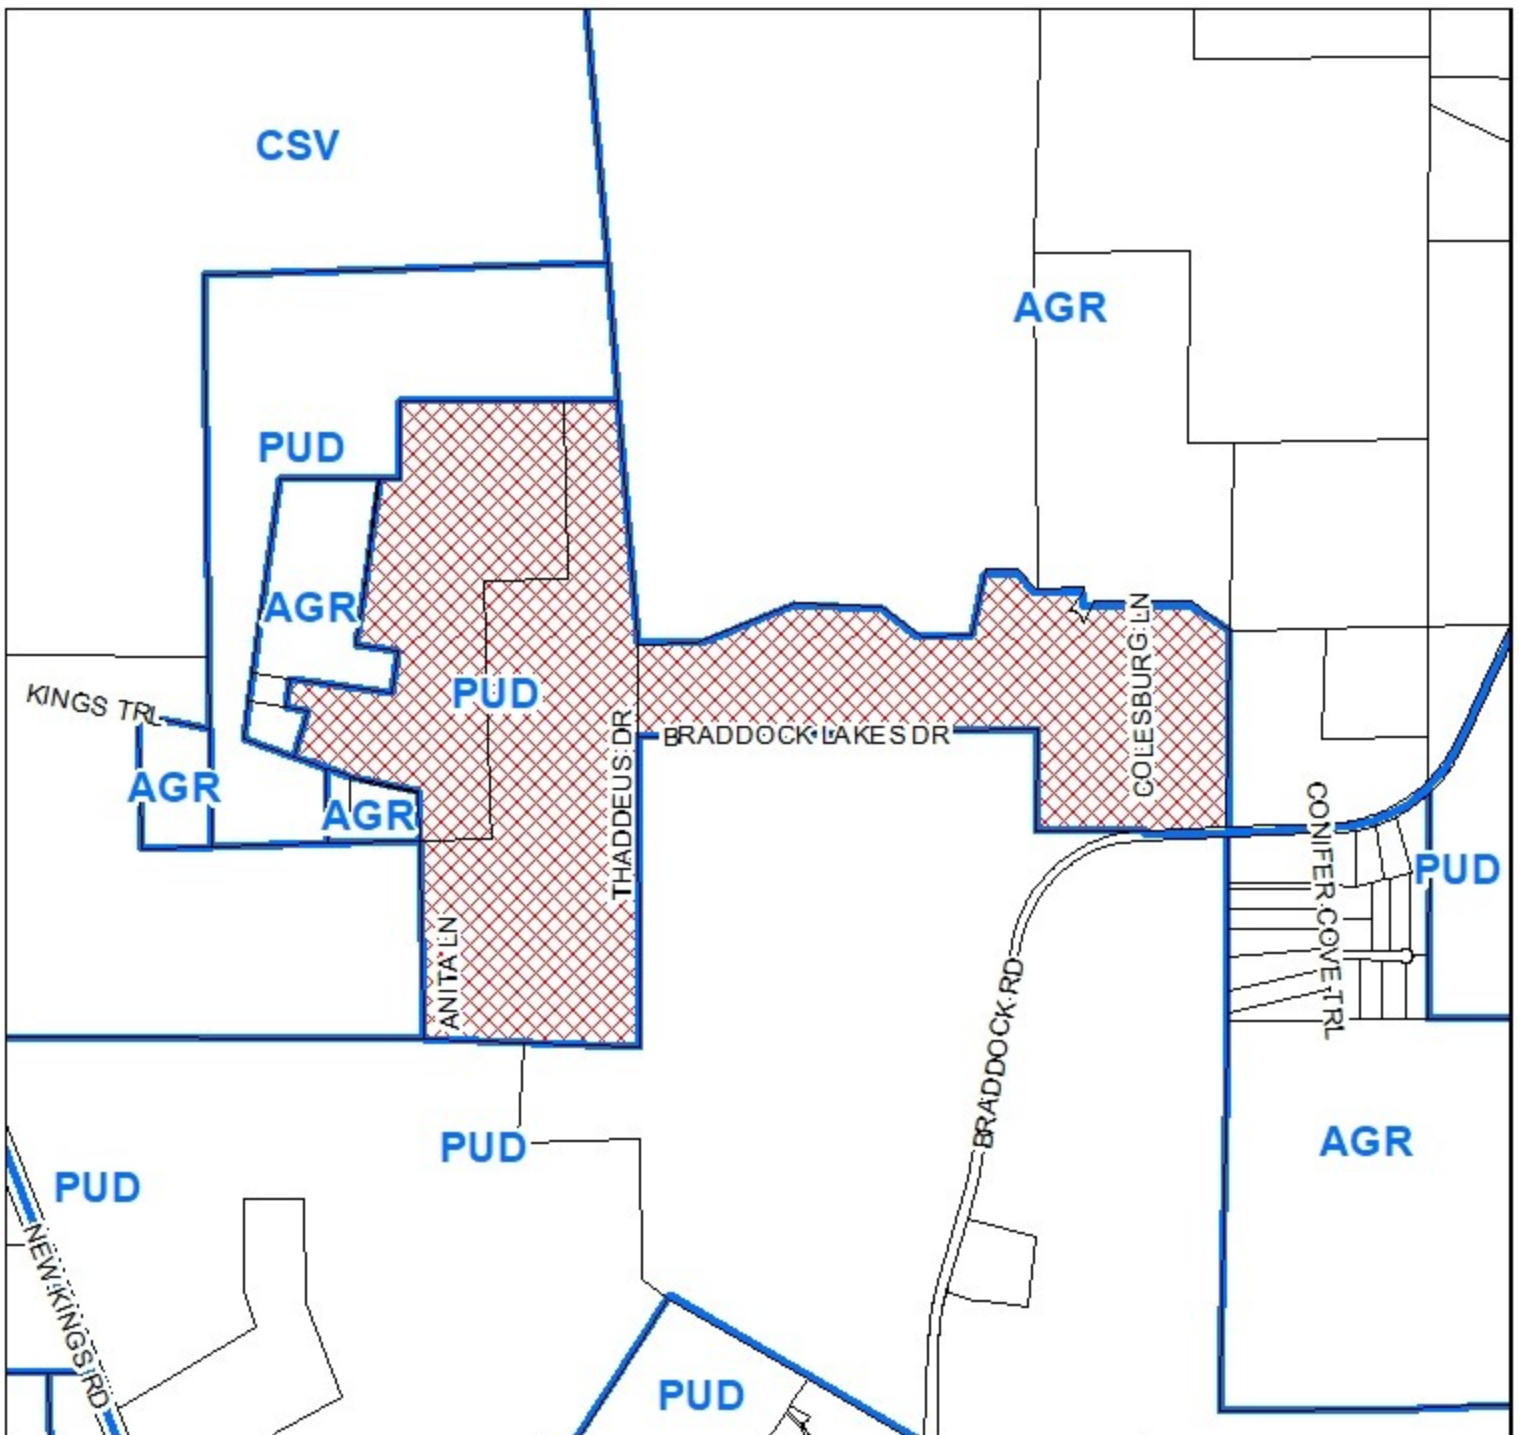 CSV
AGR
PUD
AGR
PUD
KINGS TRL
COLESBURG LN
BRADDOCK LAKES DR
THADDEUS DR
AGR
AGR
CONIFER COVE TRL
PUD
ANITA LN
BRADDOCK RD
AGR
PUD
PUD
NEW KINGS RD
PUD